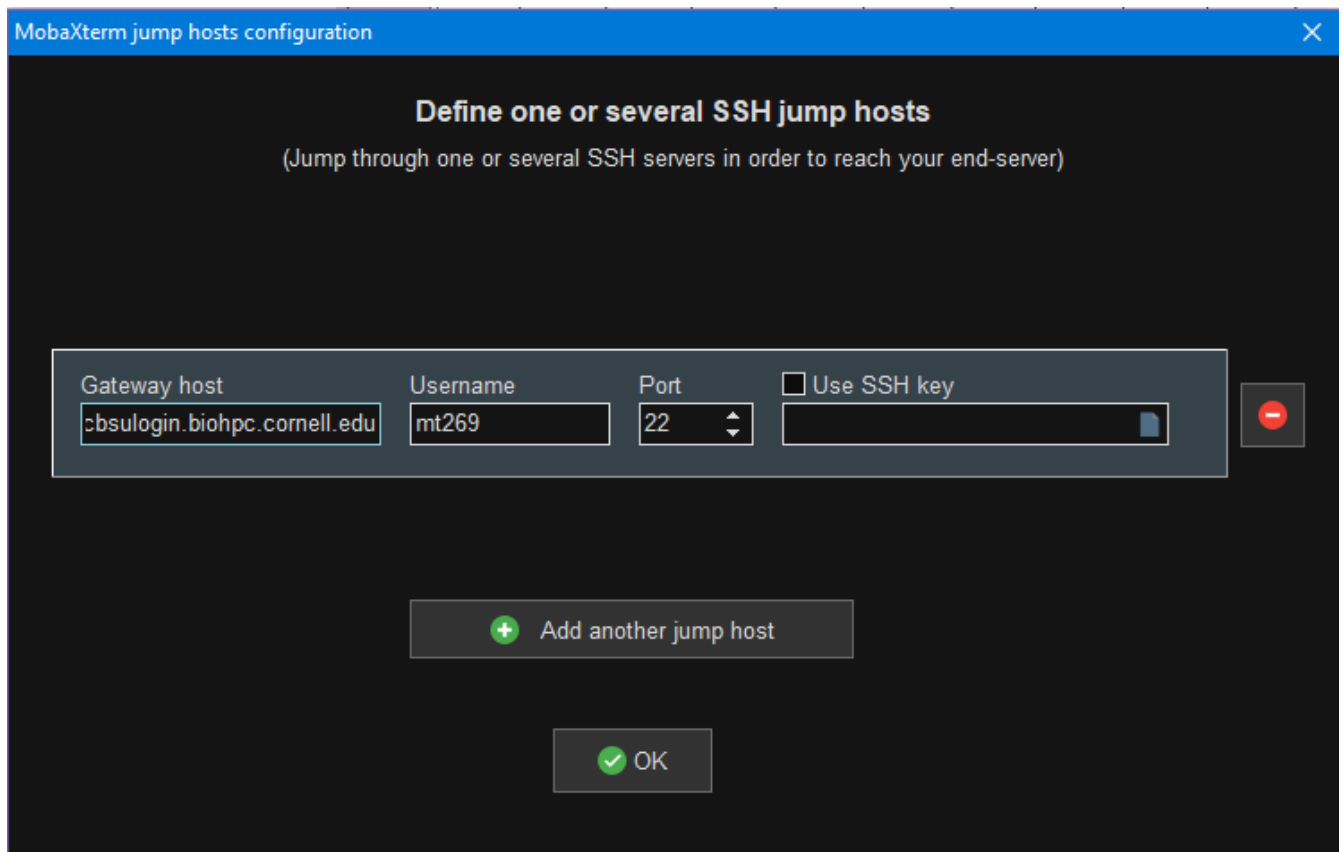 MobaXterm jump hosts configuration
Define one or several SSH jump hosts
(Jump through one or several SSH servers in order to reach your end-server)
Gateway host Username Port Use SSH key
cbsulogin.biohpc.cornell.edu mt269 22
Add another jump host
OK